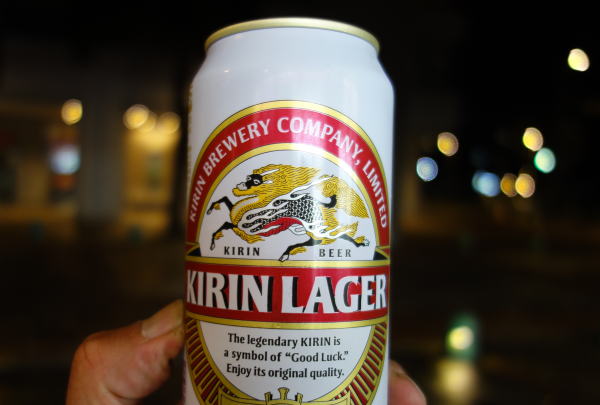 KIRIN BREWERY COMPANY, LIMITED
KIRIN BEER
KIRIN LAGER
The legendary KIRIN is
a symbol of "Good Luck."
Enjoy its original quality.